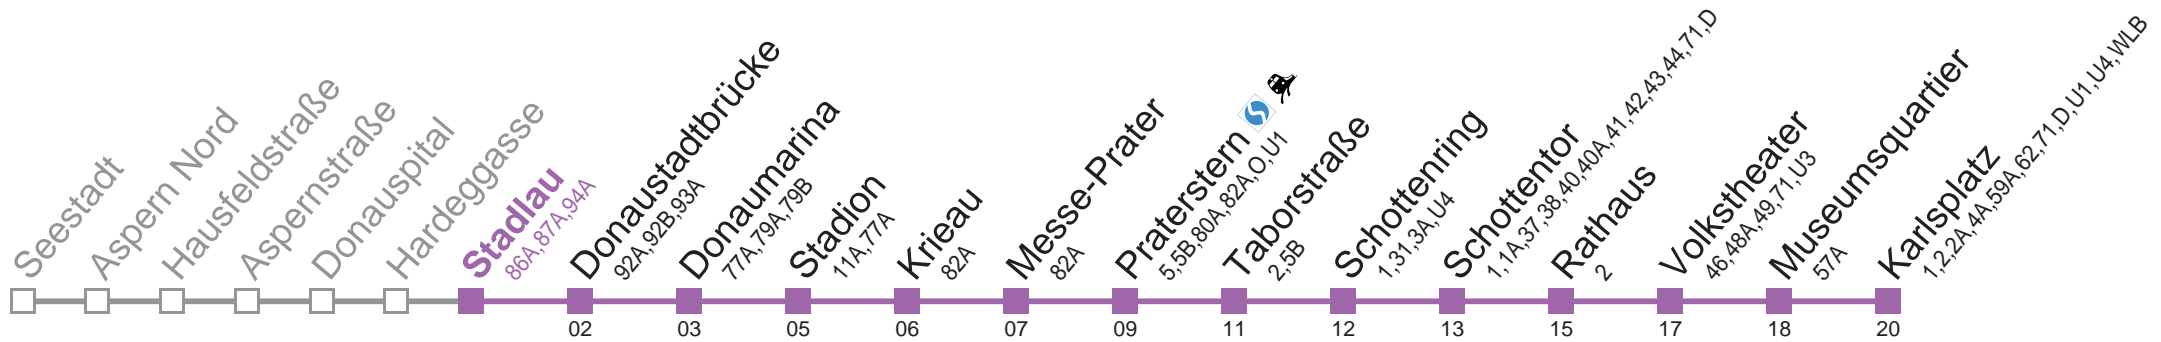 Seestadt
Aspern Nord
Hausfeldstraße
Aspernstraße
Donauspital
Hardeggasse
Stadlau
86A,87A,94A
Donaustadtbrücke
92A,92B,93A
Donaumarina
77A,79A,79B
Stadion
11A,77A
Krieau
82A
Messe-Prater
82A
Praterstern
5,5B,80A,82A,O,U1
Taborstraße
2,5B
Schottenring
1,31,3A,U4
Schottentor
1,1A,37,38,40,40A,41,42,43,44,71,D
Rathaus
2
Volkstheater
46,48A,49,71,U3
Museumsquartier
57A
Karlsplatz
1,2,2A,4A,59A,62,71,D,U1,U4,WLB
02
03
05
06
07
09
11
12
13
15
17
18
20